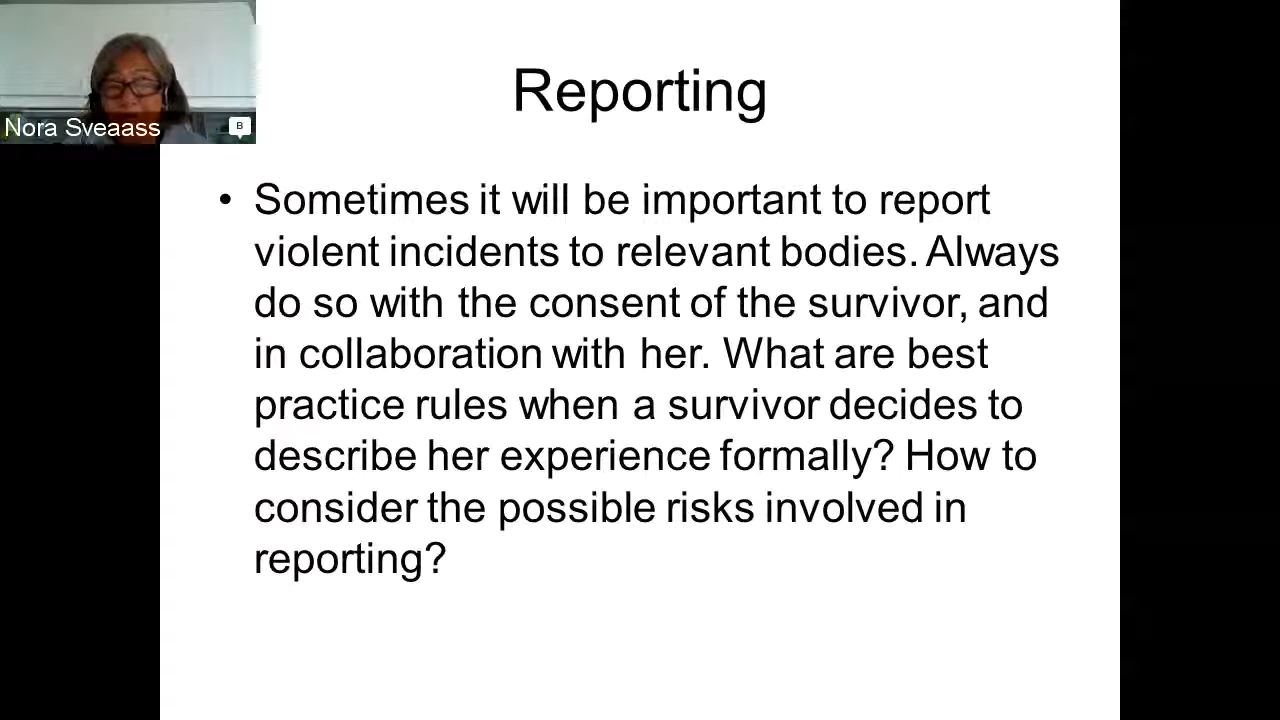 Reporting
Nora Sveaass
B
• Sometimes it will be important to report
violent incidents to relevant bodies. Always
do so with the consent of the survivor, and
in collaboration with her. What are best
practice rules when a survivor decides to
describe her experience formally? How to
consider the possible risks involved in
reporting?